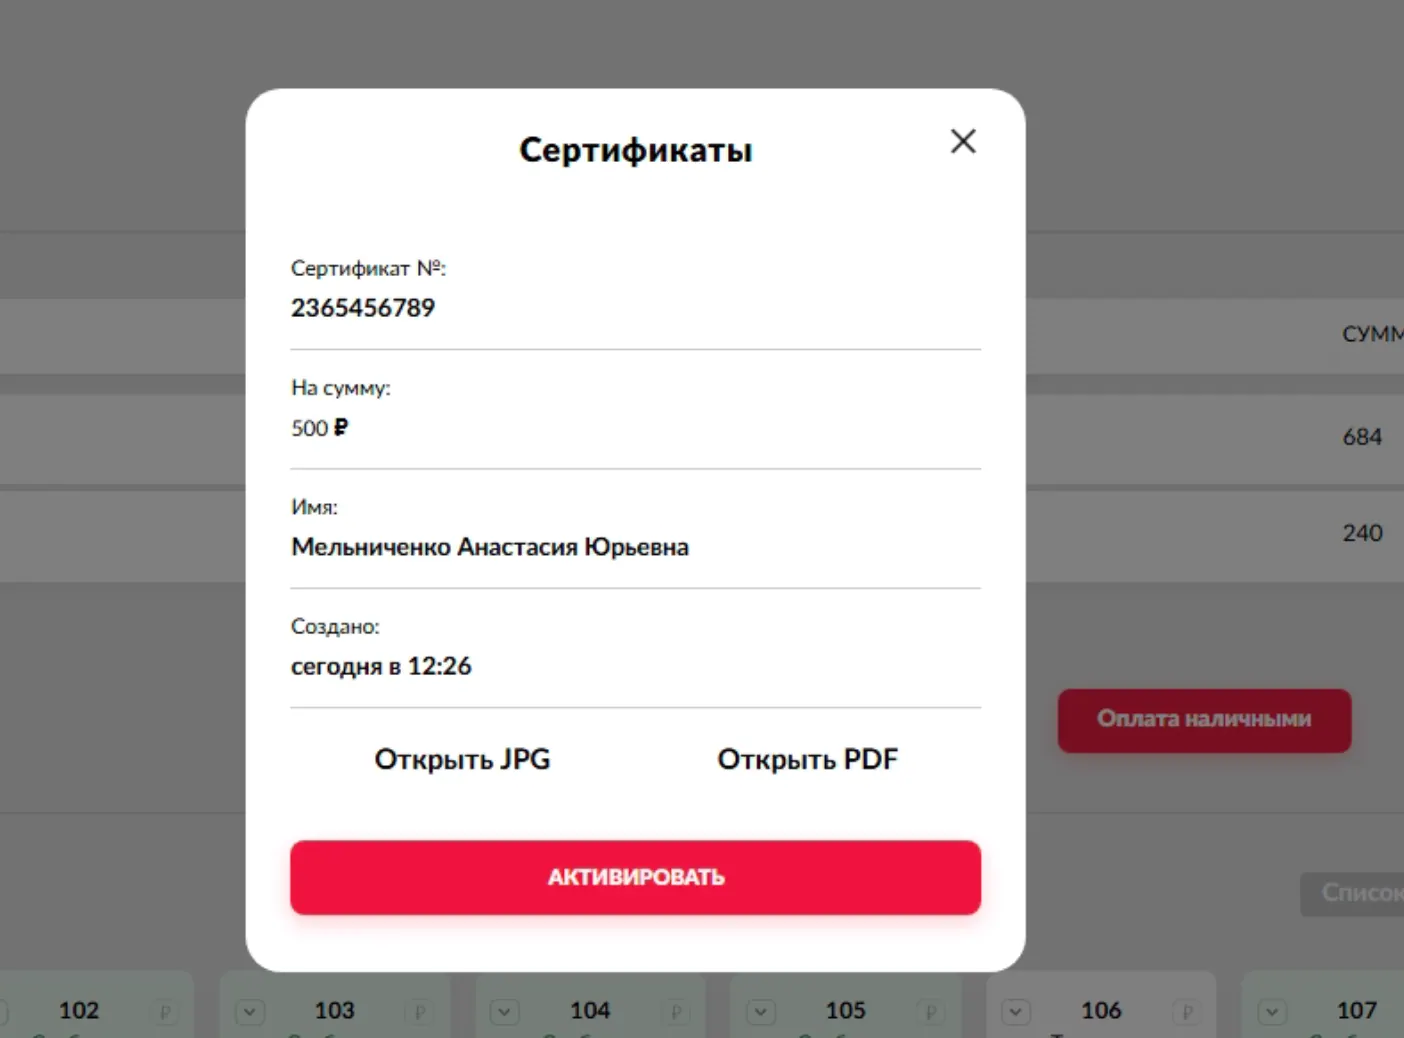 Сертификаты
Сертификат №:
2365456789
На сумму:
500 ₽
Имя:
Мельниченко Анастасия Юрьевна
Создано:
сегодня в 12:26
Открыть JPG
Открыть PDF
АКТИВИРОВАТЬ
СУММ
684
240
Оплата наличными
Список
102 ₽
103 ₽
104 ₽
105 ₽
106 ₽
107